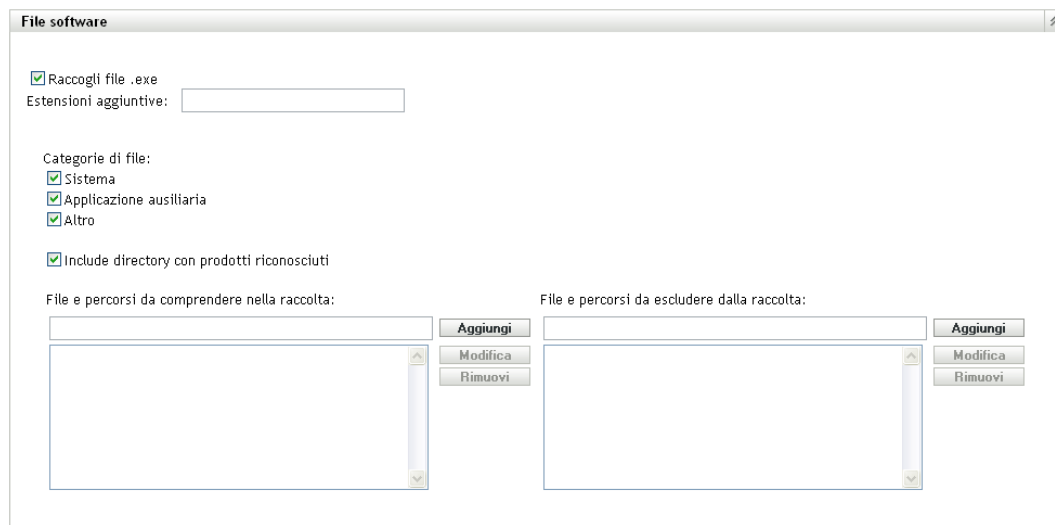 File software
Raccogli file .exe
Estensioni aggiuntive:
Categorie di file:
Sistema
Applicazione ausiliaria
Altro
Include directory con prodotti riconosciuti
File e percorsi da comprendere nella raccolta: File e percorsi da escludere dalla raccolta:
Aggiungi Aggiungi
Modifica Modifica
Rimuovi Rimuovi